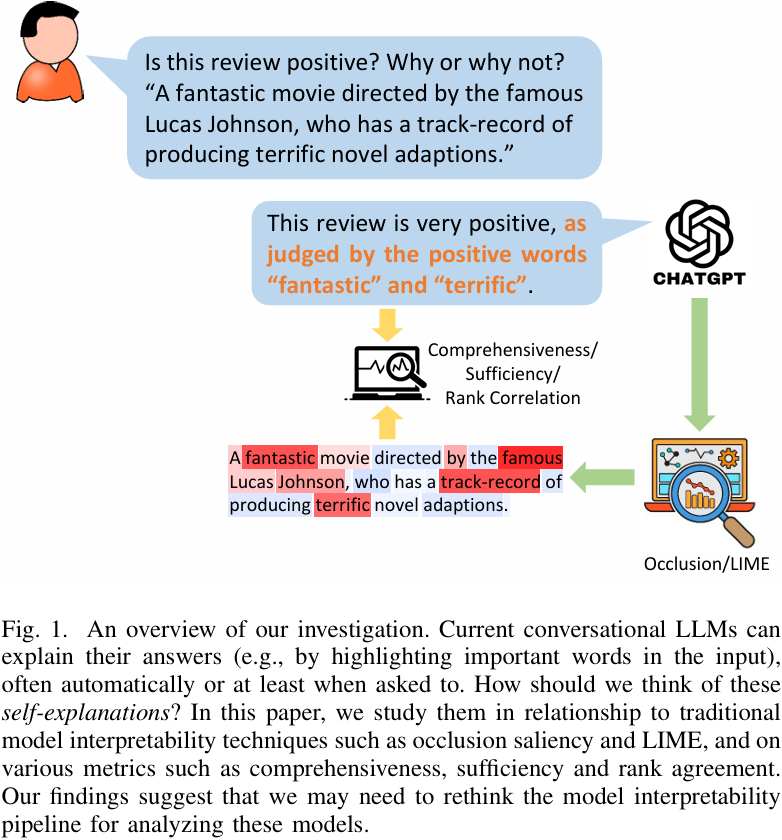 Is this review positive? Why or why not?
“A fantastic movie directed by the famous
Lucas Johnson, who has a track-record of
producing terrific novel adaptions.”
This review is very positive, as
judged by the positive words
“fantastic” and “terrific”.
CHATGPT
Comprehensiveness/
Sufficiency/
Rank Correlation
A fantastic movie directed by the famous
Lucas Johnson, who has a track-record of
producing terrific novel adaptions.
Occlusion/LIME
Fig. 1. An overview of our investigation. Current conversational LLMs can
explain their answers (e.g., by highlighting important words in the input),
often automatically or at least when asked to. How should we think of these
self-explanations? In this paper, we study them in relationship to traditional
model interpretability techniques such as occlusion saliency and LIME, and on
various metrics such as comprehensiveness, sufficiency and rank agreement.
Our findings suggest that we may need to rethink the model interpretability
pipeline for analyzing these models.